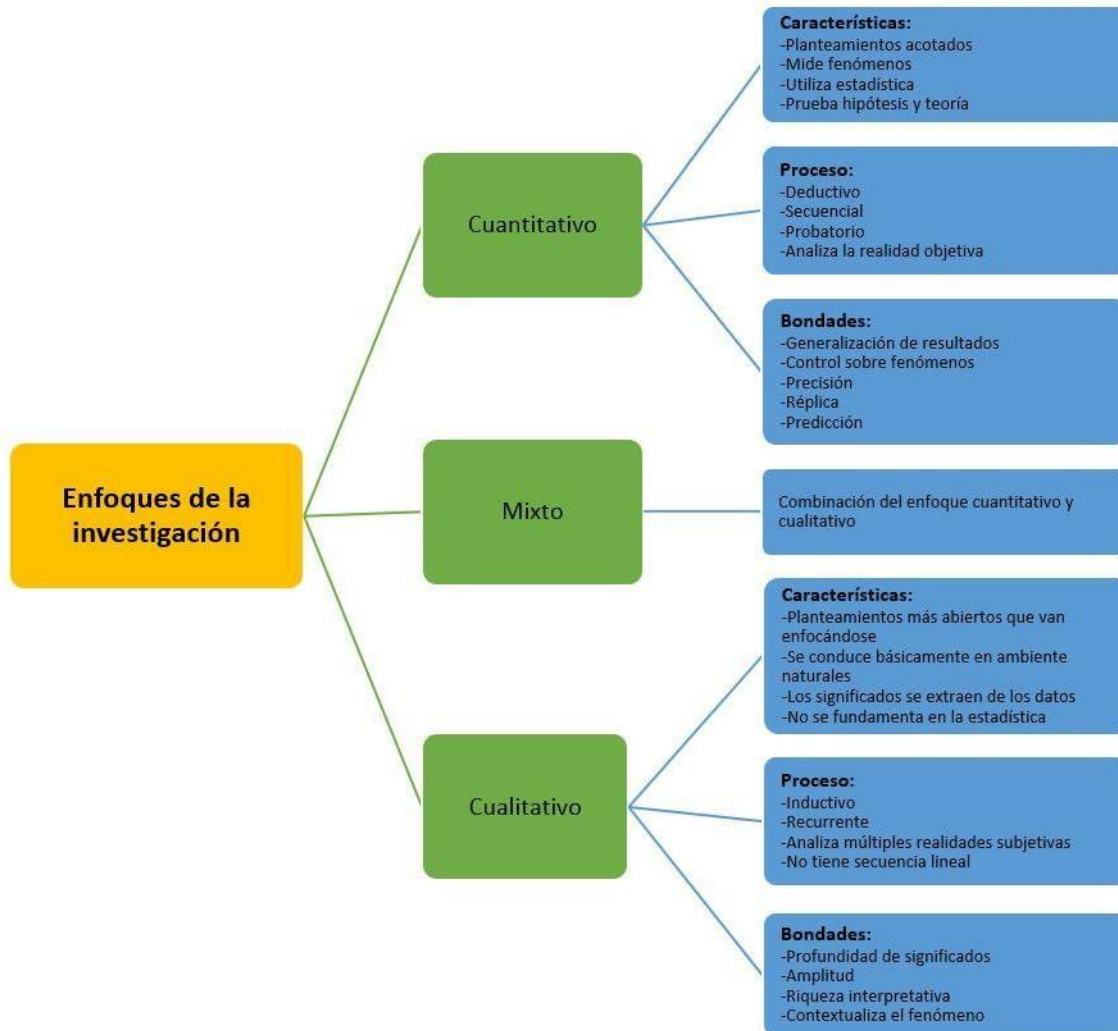 Enfoques de la
investigación
Cuantitativo
Características:
-Planteamientos acotados
-Mide fenómenos
-Utiliza estadística
-Prueba hipótesis y teoría
Proceso:
-Deductivo
-Secuencial
-Probatorio
-Analiza la realidad objetiva
Bondades:
-Generalización de resultados
-Control sobre fenómenos
-Precisión
-Réplica
-Predicción
Mixto
Combinación del enfoque cuantitativo y
cualitativo
Cualitativo
Características:
-Planteamientos más abiertos que van
enfocándose
-Se conduce básicamente en ambiente
naturales
-Los significados se extraen de los datos
-No se fundamenta en la estadística
Proceso:
-Inductivo
-Recurrente
-Analiza múltiples realidades subjetivas
-No tiene secuencia lineal
Bondades:
-Profundidad de significados
-Amplitud
-Riqueza interpretativa
-Contextualiza el fenómeno